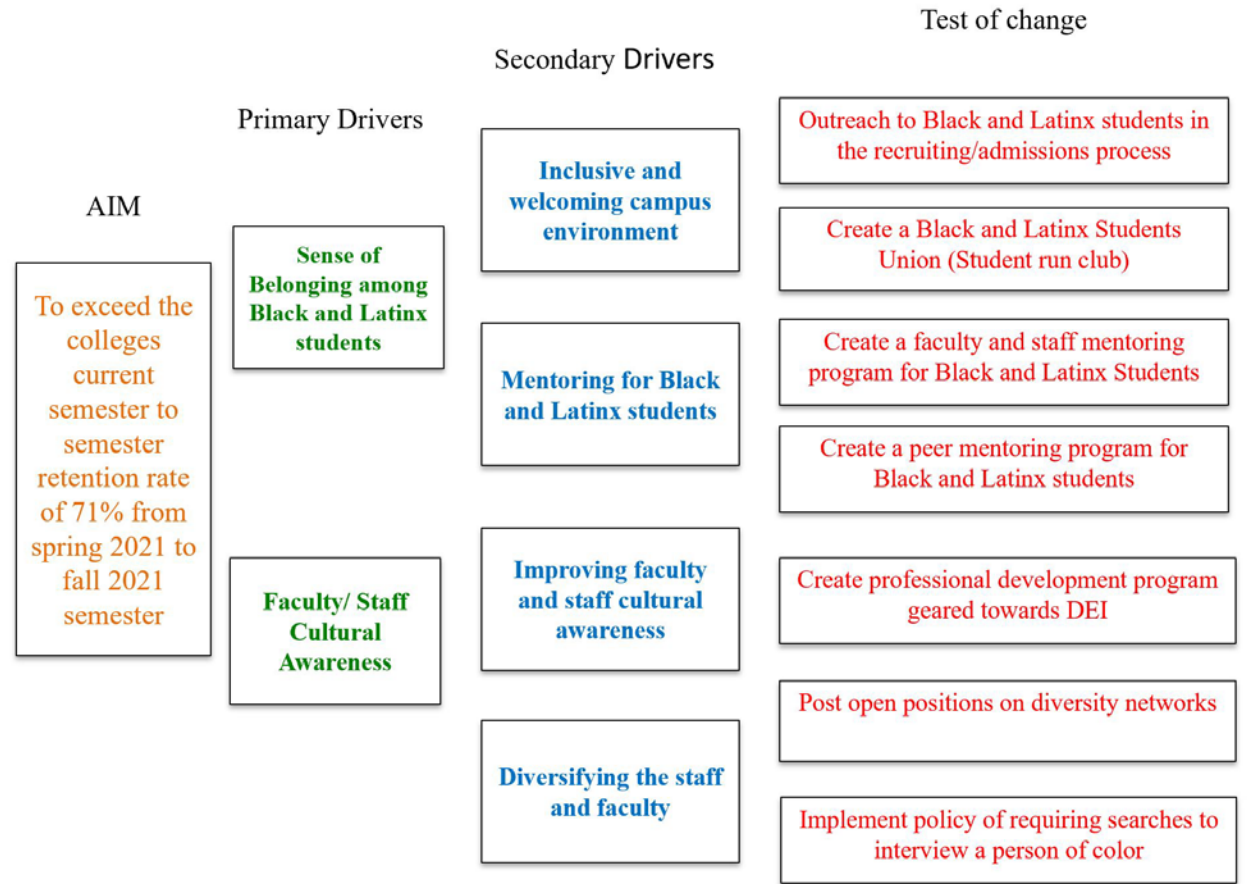 AIM
To exceed the
colleges
current
semester to
semester
retention rate
of 71% from
spring 2021 to
fall 2021
semester
Primary Drivers
Sense of
Belonging among
Black and Latinx
students
Faculty/ Staff
Cultural
Awareness
Secondary Drivers
Inclusive and
welcoming campus
environment
Mentoring for Black
and Latinx students
Improving faculty
and staff cultural
awareness
Diversifying the staff
and faculty
Test of change
Outreach to Black and Latinx students in
the recruiting/admissions process
Create a Black and Latinx Students
Union (Student run club)
Create a faculty and staff mentoring
program for Black and Latinx Students
Create a peer mentoring program for
Black and Latinx students
Create professional development program
geared towards DEI
Post open positions on diversity networks
Implement policy of requiring searches to
interview a person of color